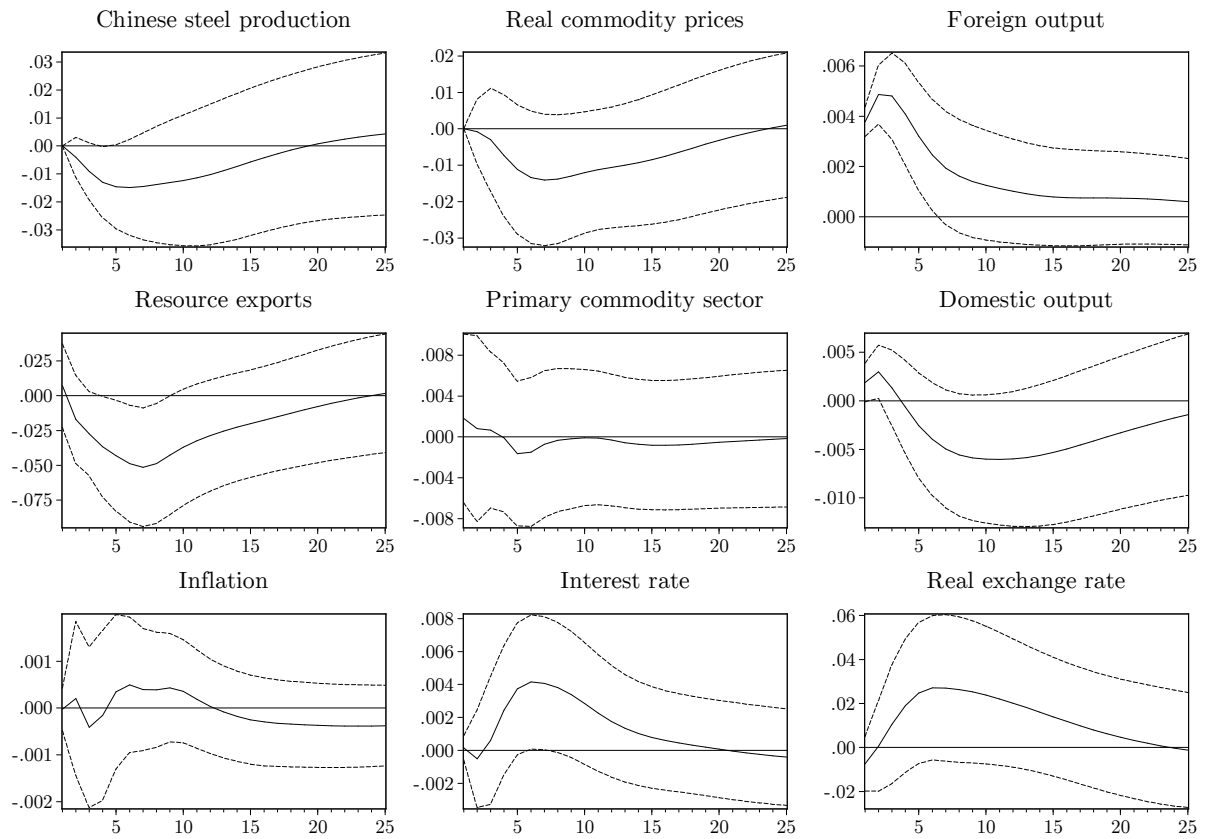 Chinese steel production
.03
.02
.01
.00
-.01
-.02
-.03
5 10 15 20 25
Real commodity prices
.02
.01
.00
-.01
-.02
-.03
5 10 15 20 25
Foreign output
.006
.004
.002
.000
5 10 15 20 25
Resource exports
.025
.000
-.025
-.050
-.075
5 10 15 20 25
Primary commodity sector
.008
.004
.000
-.004
-.008
5 10 15 20 25
Domestic output
.005
.000
-.005
-.010
5 10 15 20 25
Inflation
.001
.000
-.001
-.002
5 10 15 20 25
Interest rate
.008
.006
.004
.002
.000
-.002
5 10 15 20 25
Real exchange rate
.06
.04
.02
.00
-.02
5 10 15 20 25